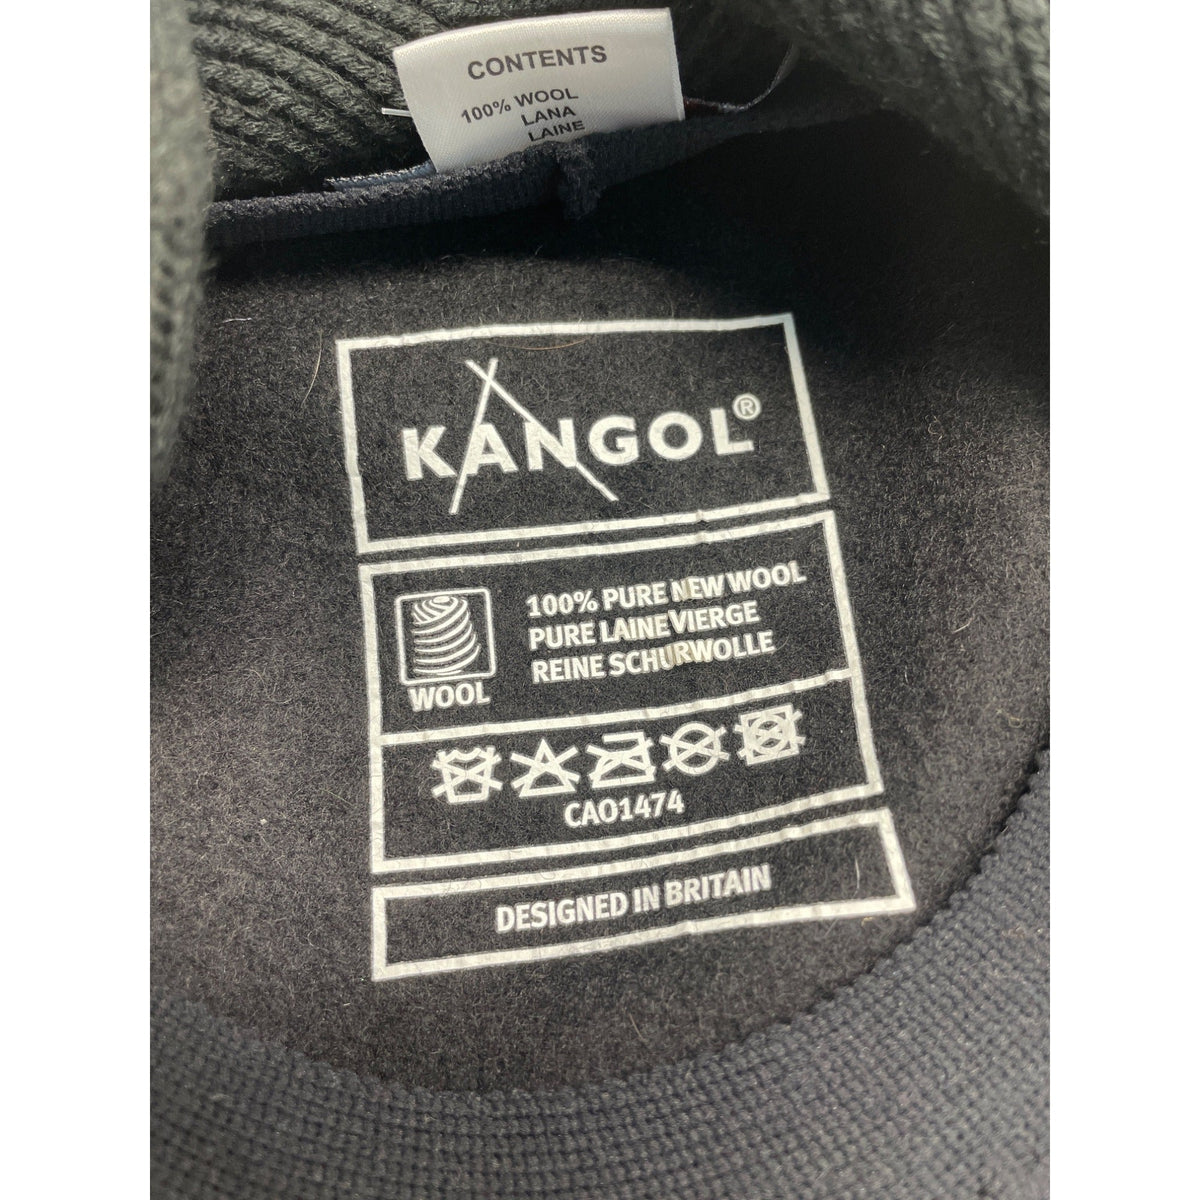 CONTENTS
100% WOOL
LANA
LAINE
KANGOL®
WOOL
100% PURE NEW WOOL
PURE LAINE VIERGE
REINE SCHURWOLLE
CAO1474
DESIGNED IN BRITAIN